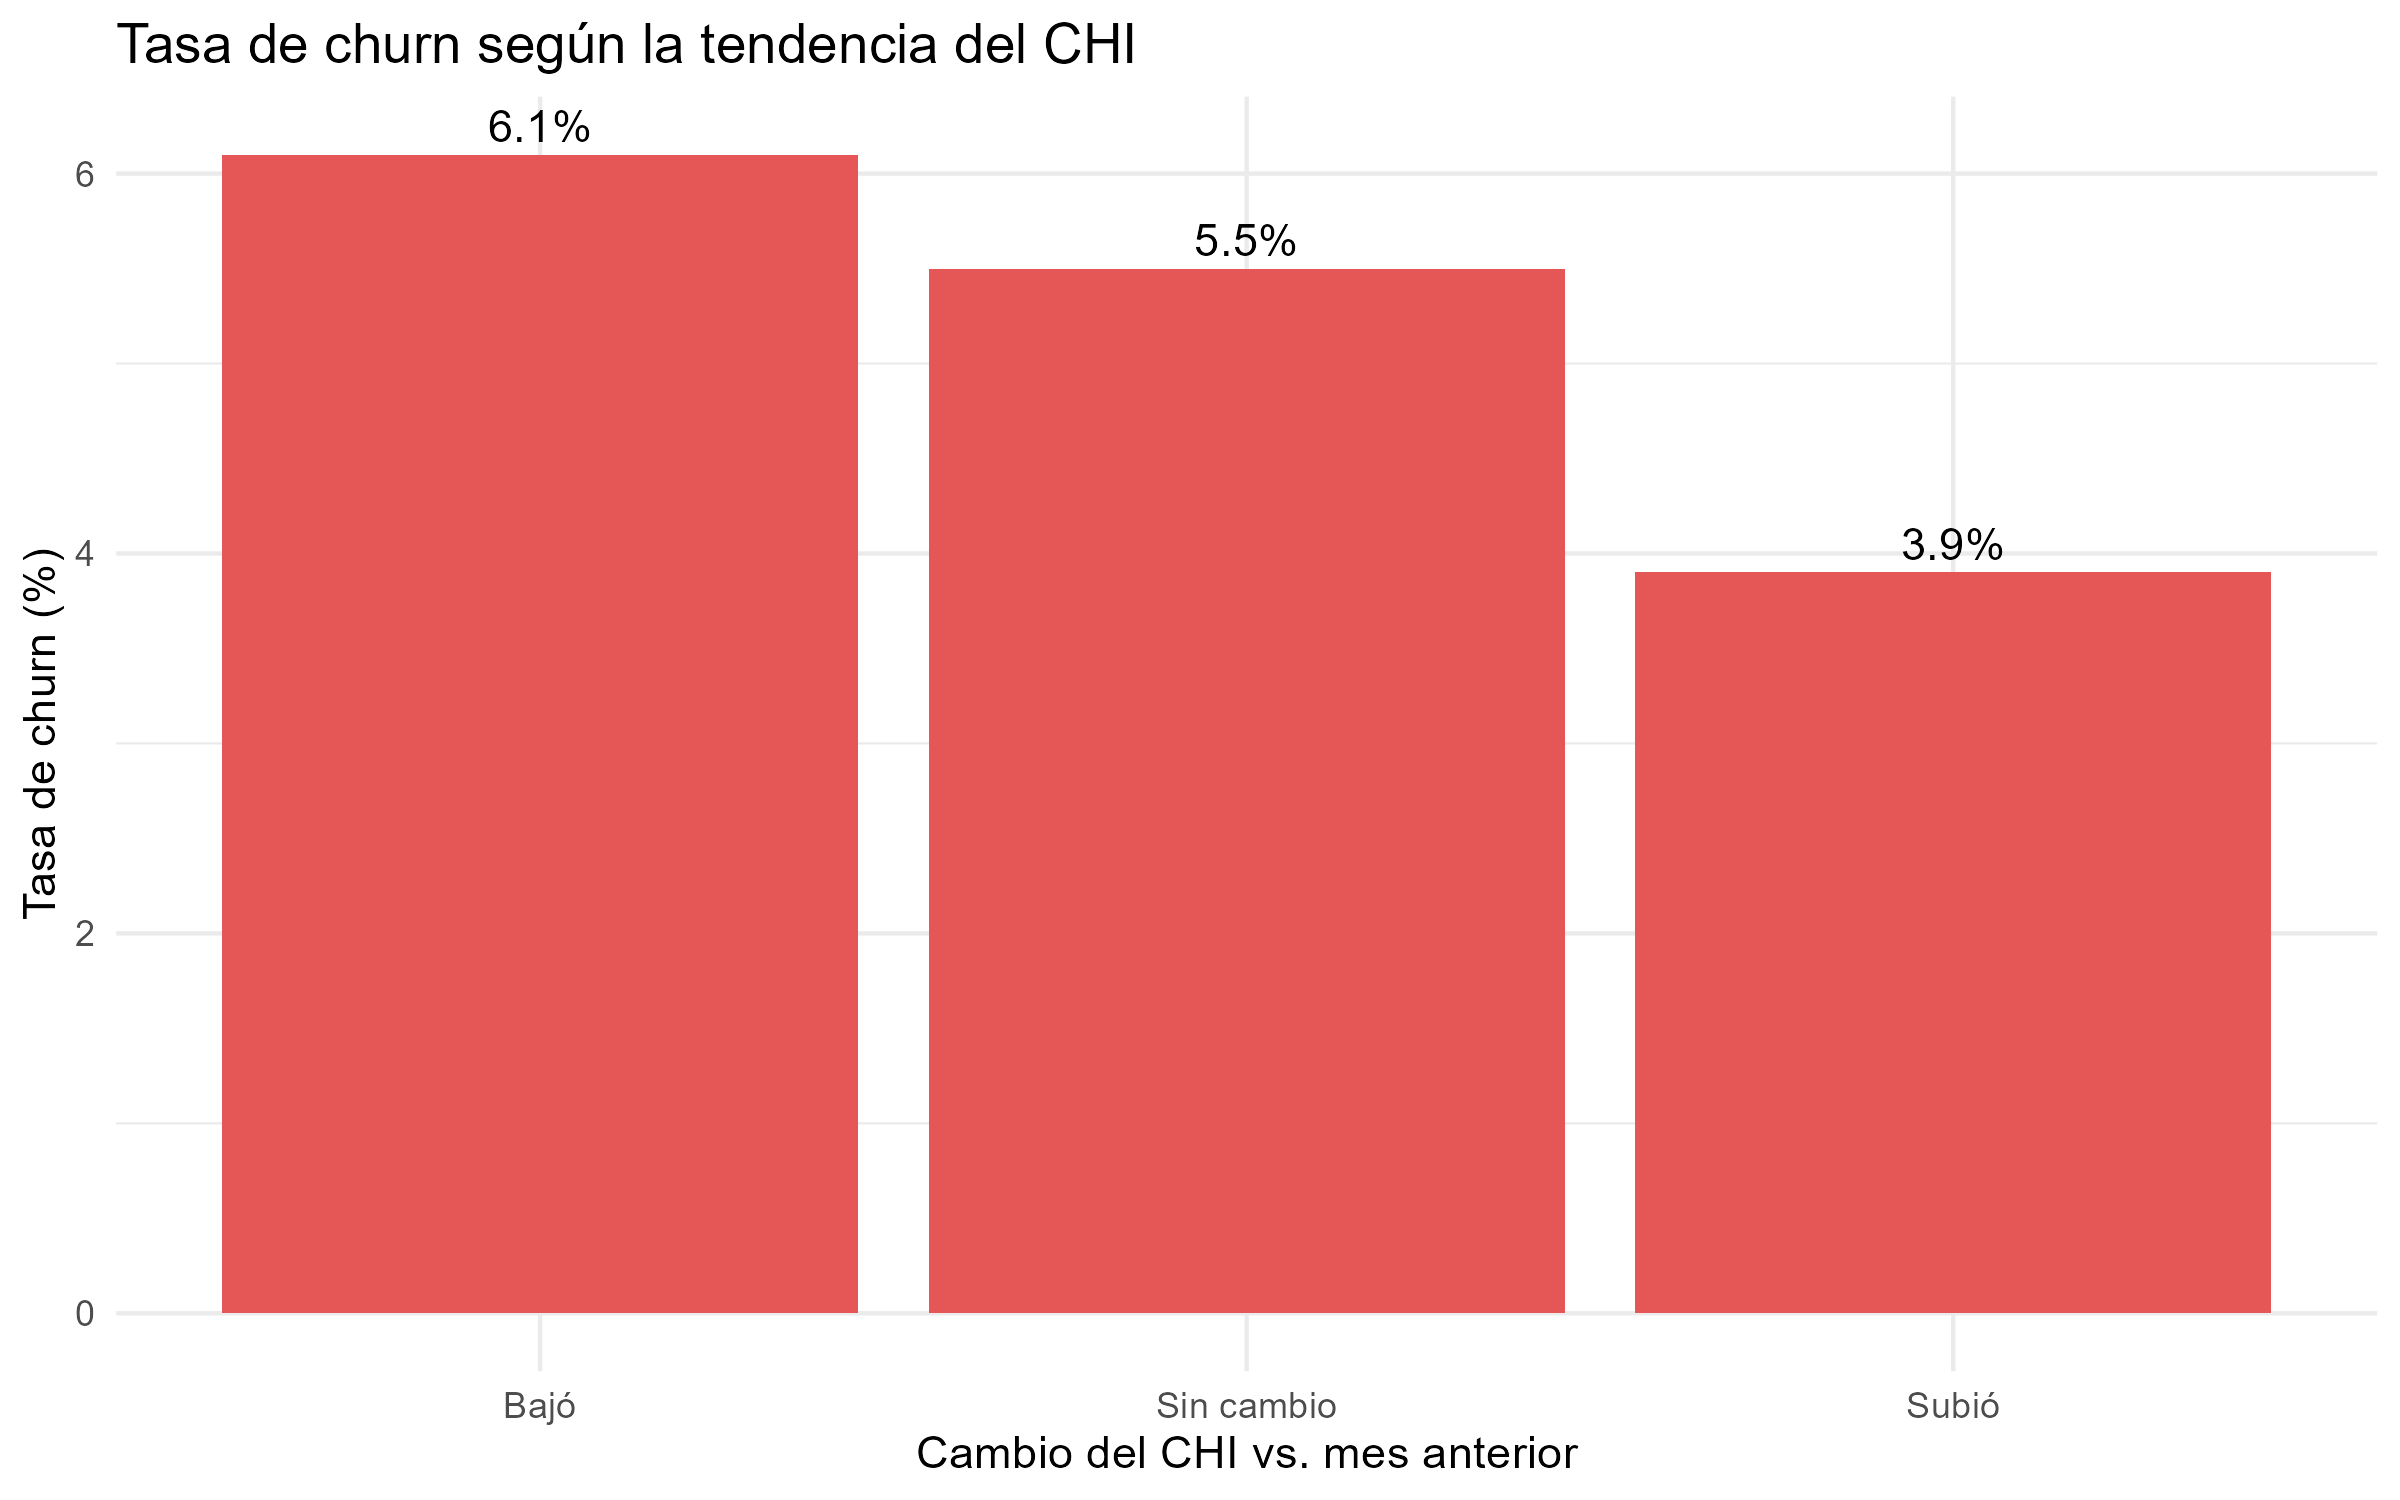 Tasa de churn según la tendencia del CHI
6.1%
5.5%
3.9%
Tasa de churn (%)
6
4
2
0
Bajó
Sin cambio
Subió
Cambio del CHI vs. mes anterior